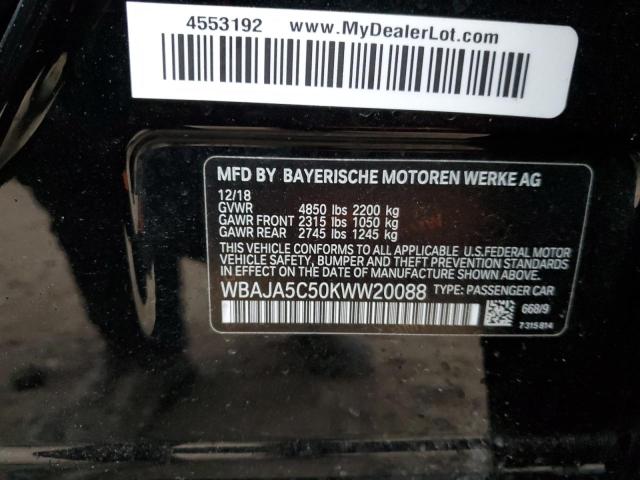 4553192 www.MyDealerLot.com
MFD BY BAYERISCHE MOTOREN WERKE AG
12/18
GVWR 4850 lbs 2200 kg
GAWR FRONT 2315 lbs 1050 kg
GAWR REAR 2745 lbs 1245 kg
THIS VEHICLE CONFORMS TO ALL APPLICABLE U.S. FEDERAL MOTOR
VEHICLE SAFETY, BUMPER AND THEFT PREVENTION STANDARDS
IN EFFECT ON THE DATE OF MANUFACTURE SHOWN ABOVE.
WBAJA5C50KWW20088 TYPE: PASSENGER CAR
668/9
7315814